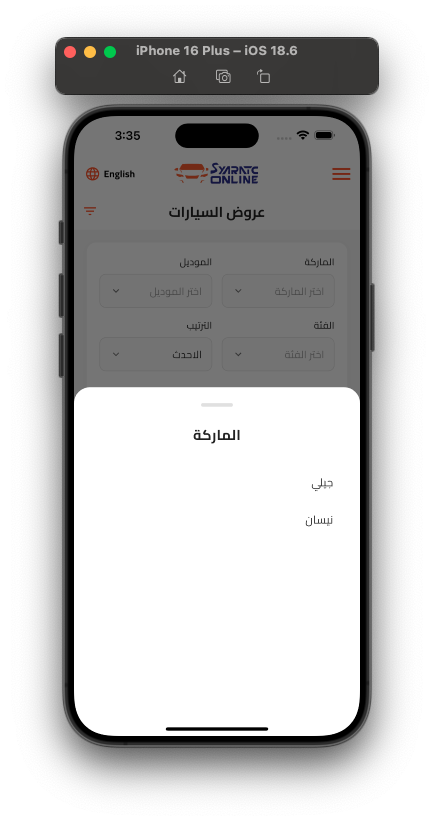 iPhone 16 Plus – iOS 18.6
3:35
English
SYARATC ONLINE
عروض السيارات
الماركة
الموديل
اختر الماركة
اختر الموديل
الفئة
الترتيب
اختر الفئة
الاحدث
الماركة
جيلي
نيسان